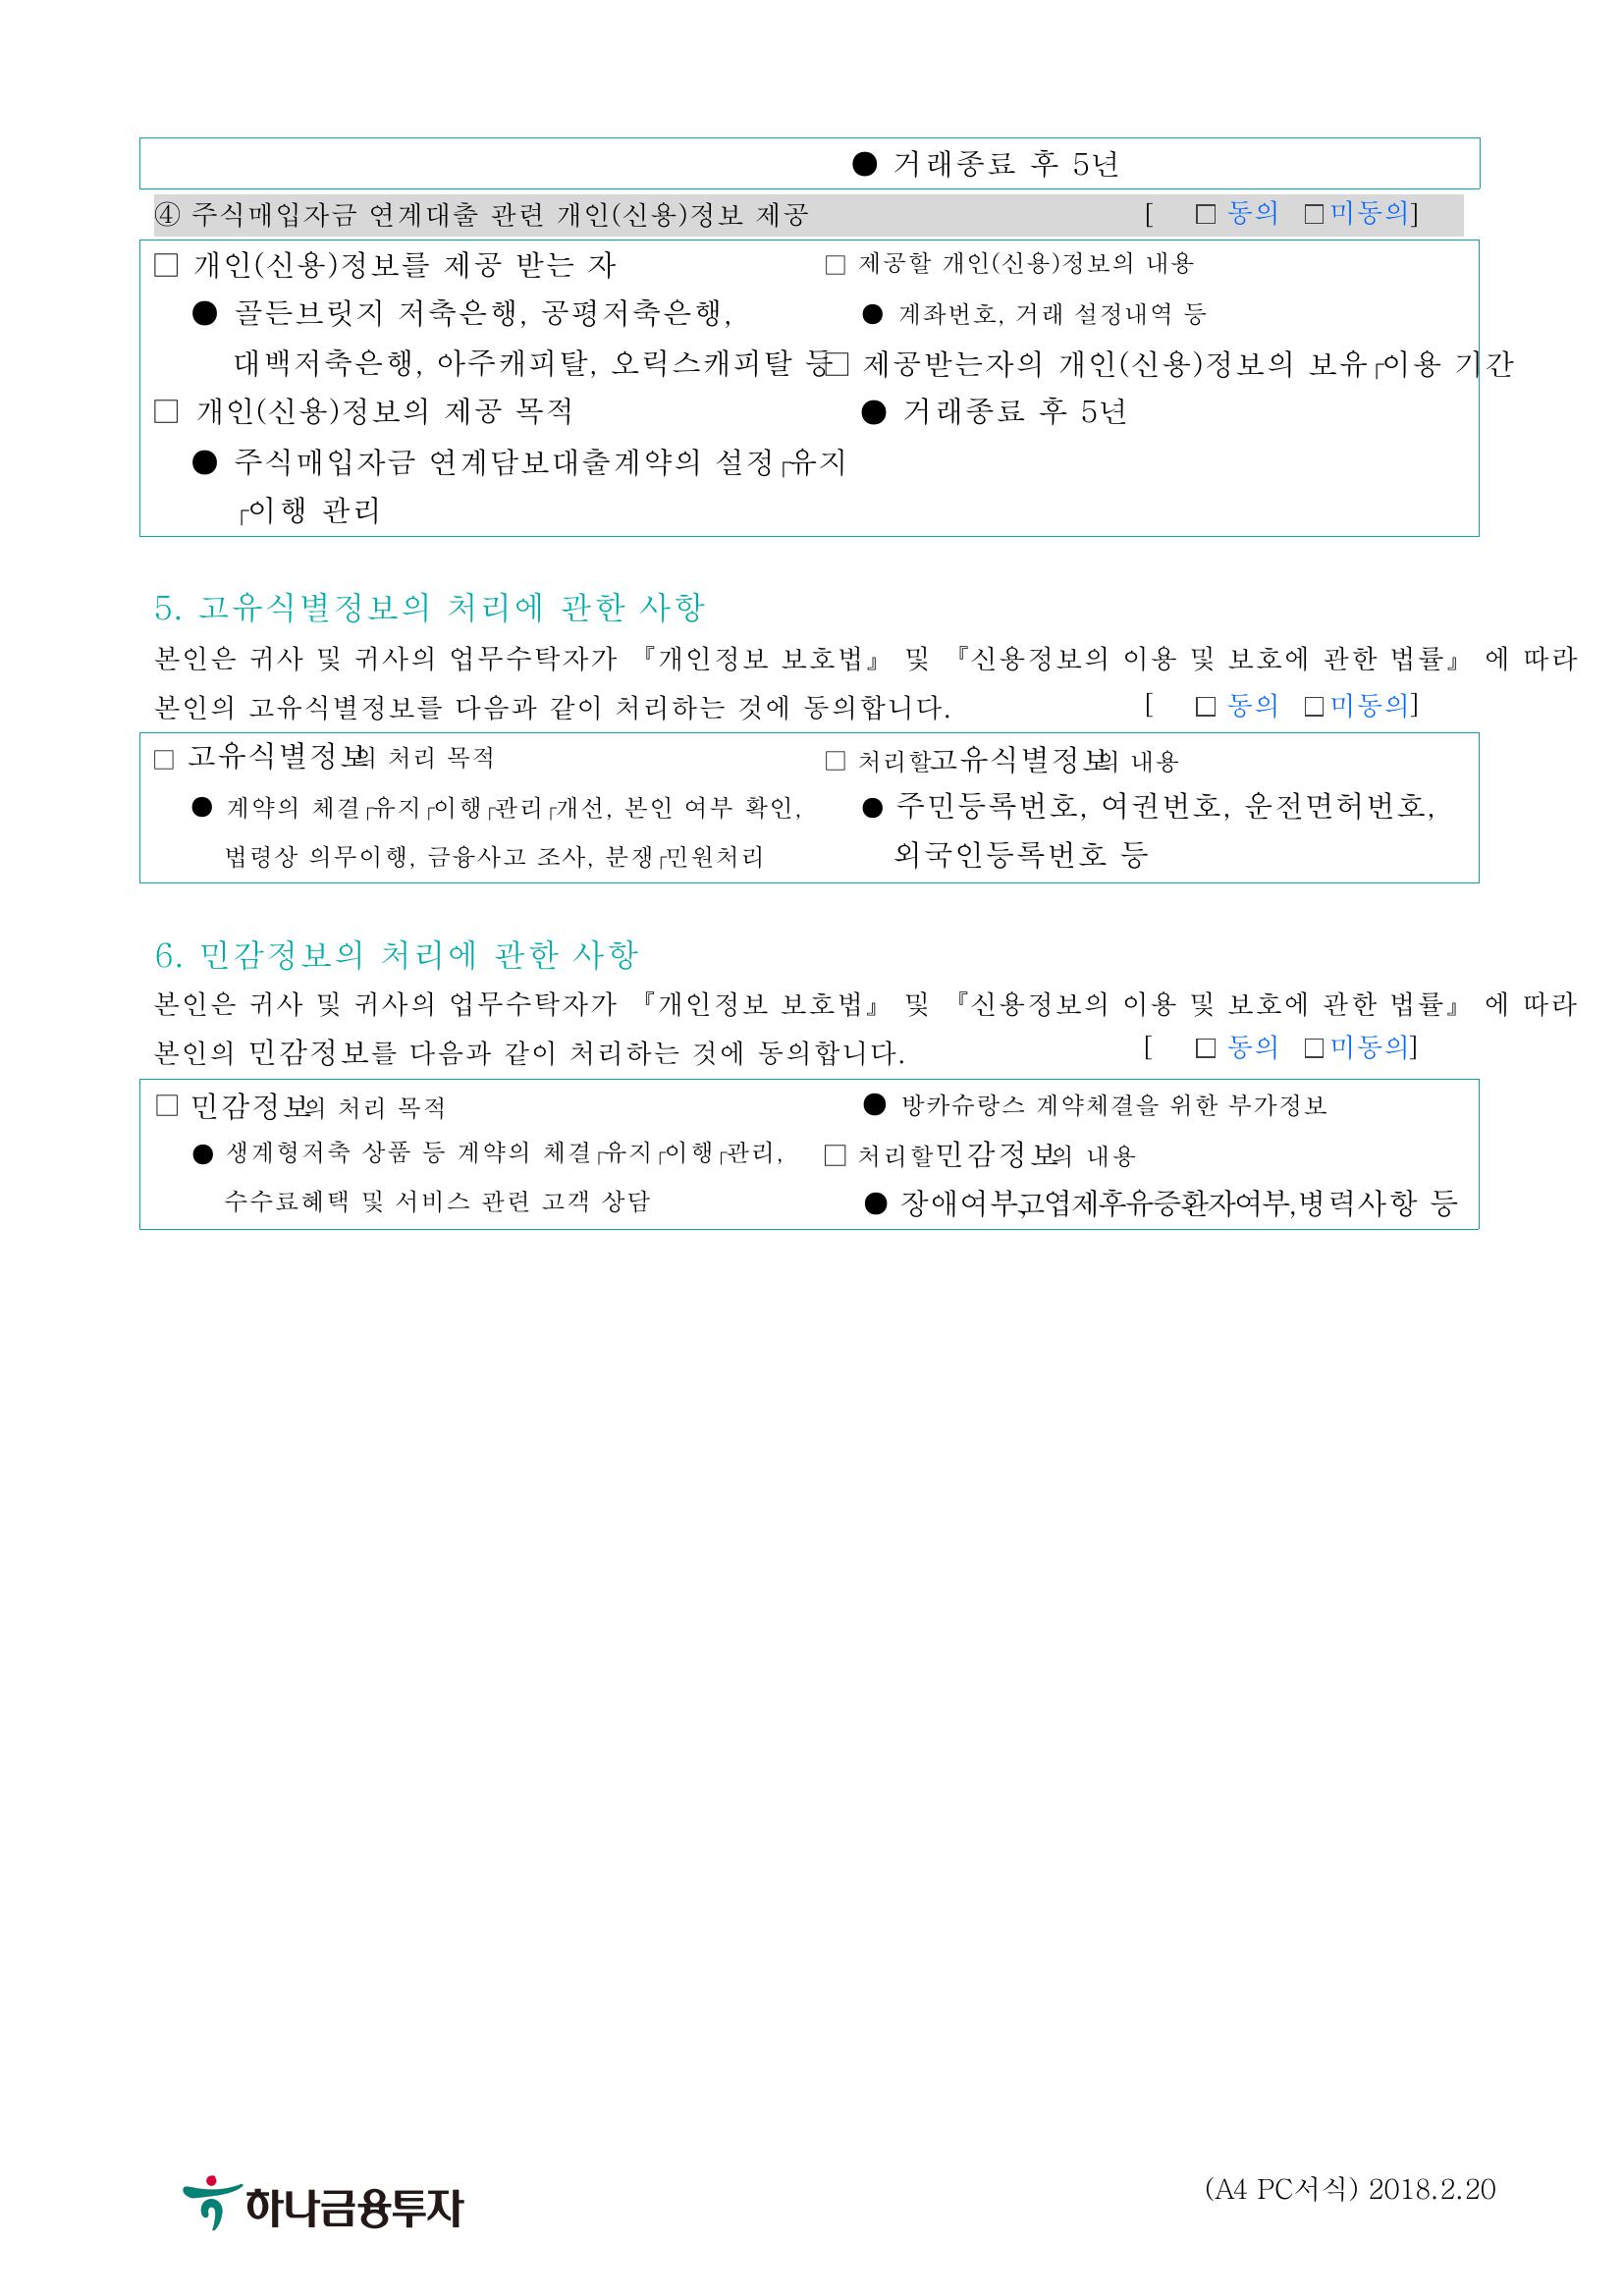 ● 거래종료 후 5년
④ 주식매입자금 연계대출 관련 개인(신용)정보 제공 [ □ 동의 □ 미동의]
□ 개인(신용)정보를 제공 받는 자
● 골든브릿지 저축은행, 공평저축은행,
대백저축은행, 아주캐피탈, 오릭스캐피탈 등
□ 개인(신용)정보의 제공 목적
● 주식매입자금 연계담보대출계약의 설정┌유지
┌이행 관리
□ 제공할 개인(신용)정보의 내용
● 계좌번호, 거래 설정내역 등
□ 제공받는자의 개인(신용)정보의 보유┌이용 기간
● 거래종료 후 5년
5. 고유식별정보의 처리에 관한 사항
본인은 귀사 및 귀사의 업무수탁자가 『개인정보 보호법』 및 『신용정보의 이용 및 보호에 관한 법률』 에 따라
본인의 고유식별정보를 다음과 같이 처리하는 것에 동의합니다. [ □ 동의 □ 미동의]
□ 고유식별정보의 처리 목적
● 계약의 체결┌유지┌이행┌관리┌개선, 본인 여부 확인,
법령상 의무이행, 금융사고 조사, 분쟁┌민원처리
□ 처리할고유식별정보의 내용
● 주민등록번호, 여권번호, 운전면허번호,
외국인등록번호 등
6. 민감정보의 처리에 관한 사항
본인은 귀사 및 귀사의 업무수탁자가 『개인정보 보호법』 및 『신용정보의 이용 및 보호에 관한 법률』 에 따라
본인의 민감정보를 다음과 같이 처리하는 것에 동의합니다. [ □ 동의 □ 미동의]
□ 민감정보의 처리 목적
● 생계형저축 상품 등 계약의 체결┌유지┌이행┌관리,
수수료혜택 및 서비스 관련 고객 상담
● 방카슈랑스 계약체결을 위한 부가정보
□ 처리할민감정보의 내용
● 장애여부,고엽제후유증환자여부,병력사항 등
하나금융투자
(A4 PC서식) 2018.2.20